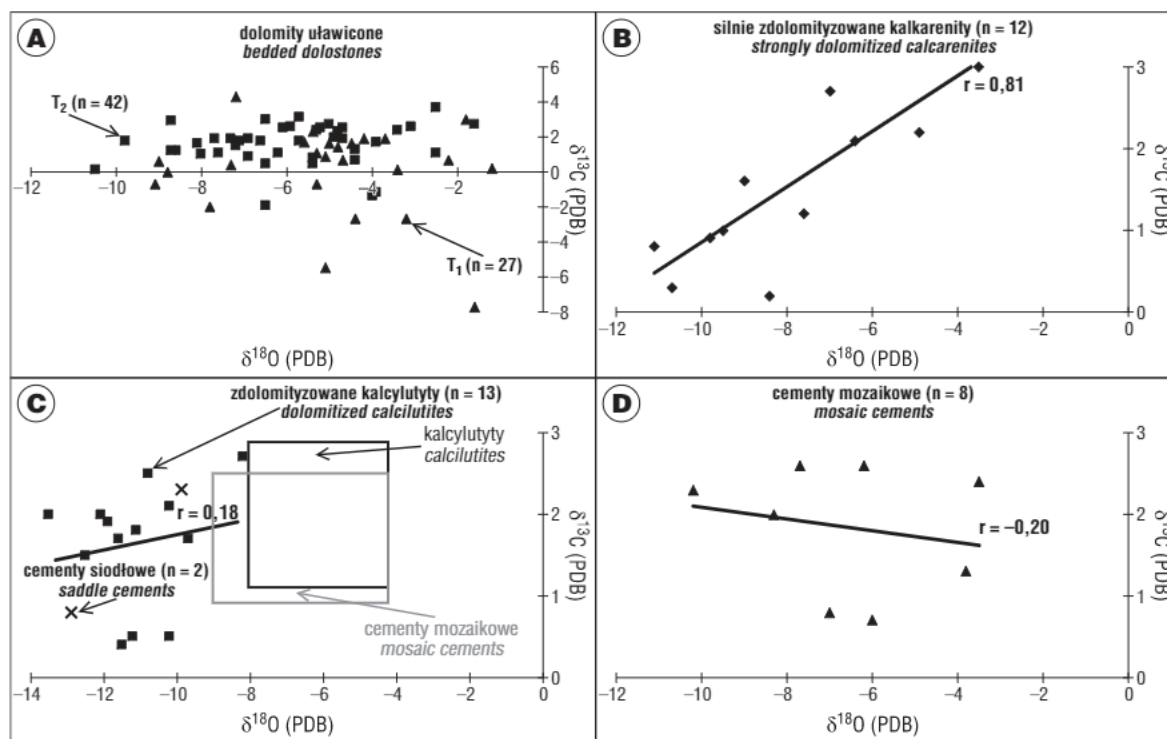 A
dolomity uławicone
bedded dolostones
6
4
2
0
−2
−4
−6
−8
−12
−10
−8
−6
−4
−2
T2 (n = 42)
T1 (n = 27)
δ13C (PDB)
δ18O (PDB)
B
silnie zdolomityzowane kalkarenity (n = 12)
strongly dolomitized calcarenites
r = 0,81
3
2
1
0
δ13C (PDB)
−12
−10
−8
−6
−4
−2
0
δ18O (PDB)
C
zdolomityzowane kalcylutyty (n = 13)
dolomitized calcilutites
kalcylutyty
calcilutites
r = 0,18
cementy siodłowe (n = 2)
saddle cements
cementy mozaikowe
mosaic cements
3
2
1
0
δ13C (PDB)
−14
−12
−10
−8
−6
−4
−2
0
δ18O (PDB)
D
cementy mozaikowe (n = 8)
mosaic cements
r = −0,20
3
2
1
0
δ13C (PDB)
−12
−10
−8
−6
−4
−2
0
δ18O (PDB)